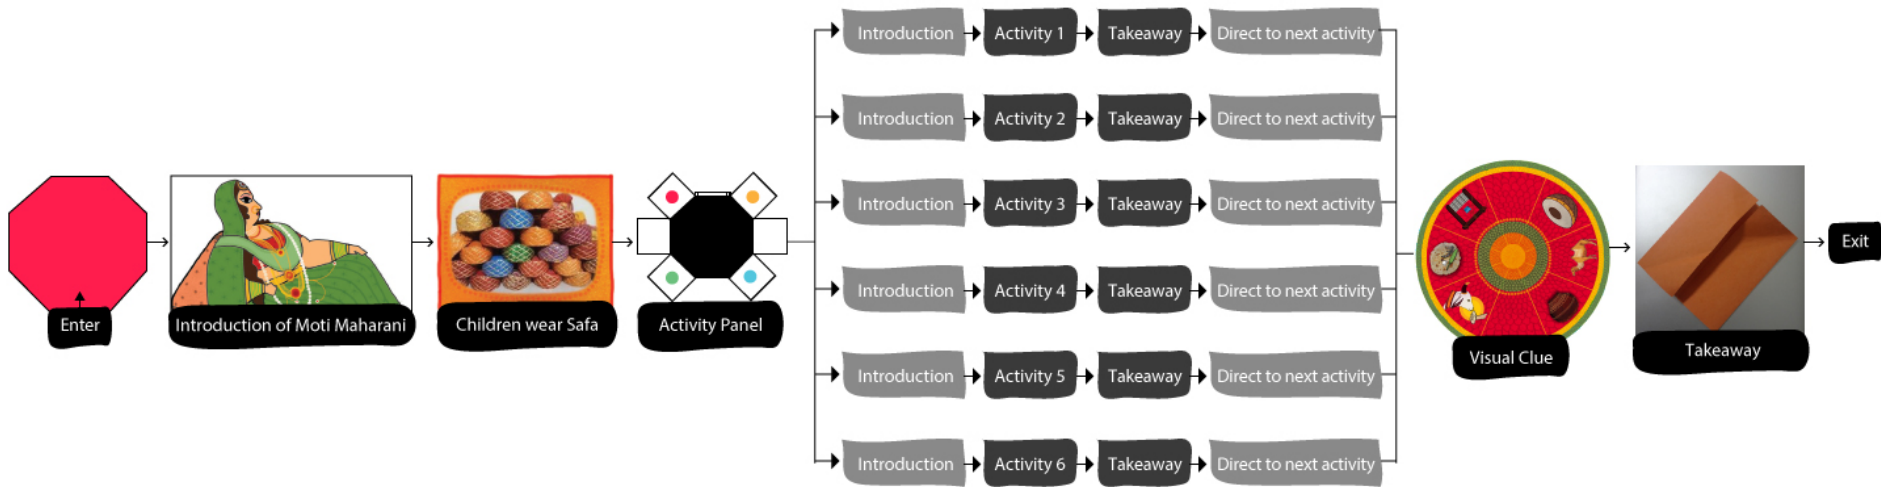 Enter
Introduction of Moti Maharani
Children wear Safa
Activity Panel
Introduction Activity 1 Takeaway Direct to next activity
Introduction Activity 2 Takeaway Direct to next activity
Introduction Activity 3 Takeaway Direct to next activity
Introduction Activity 4 Takeaway Direct to next activity
Introduction Activity 5 Takeaway Direct to next activity
Introduction Activity 6 Takeaway Direct to next activity
Visual Clue
Takeaway
Exit